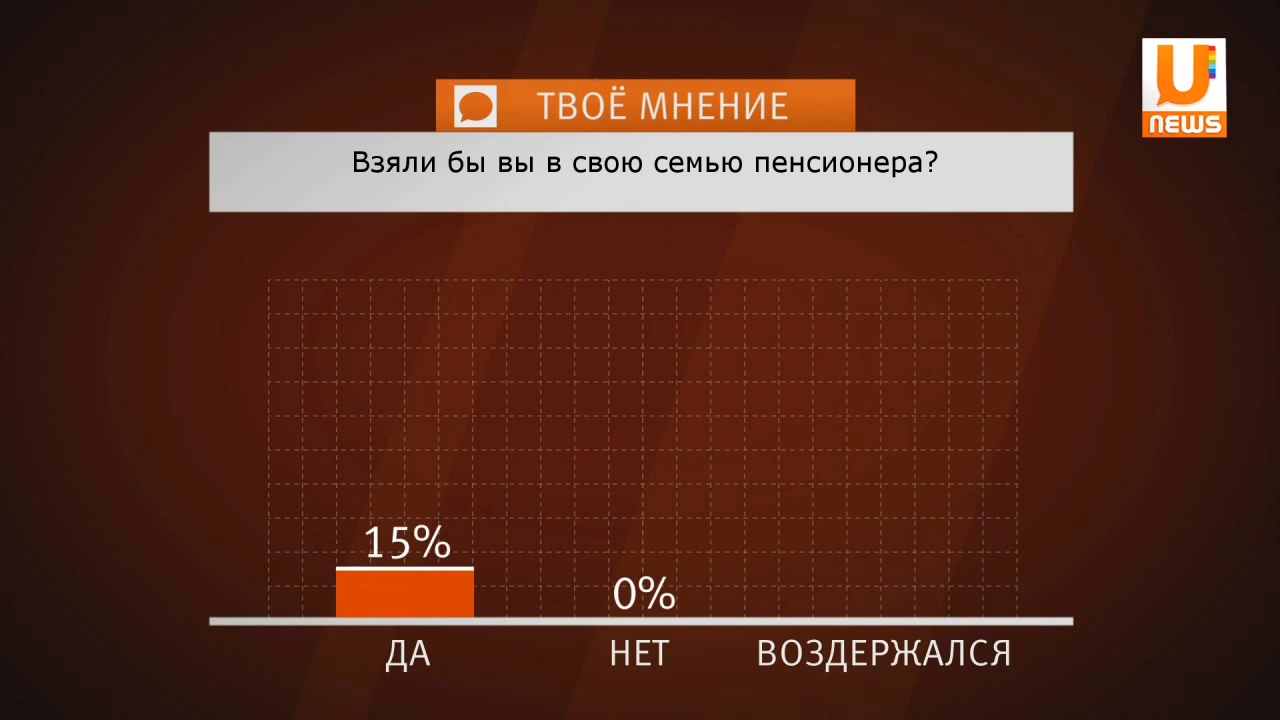 U
NEWS
ТВОЁ МНЕНИЕ
Взяли бы вы в свою семью пенсионера?
15%
0%
ДА
НЕТ
ВОЗДЕРЖАЛСЯ